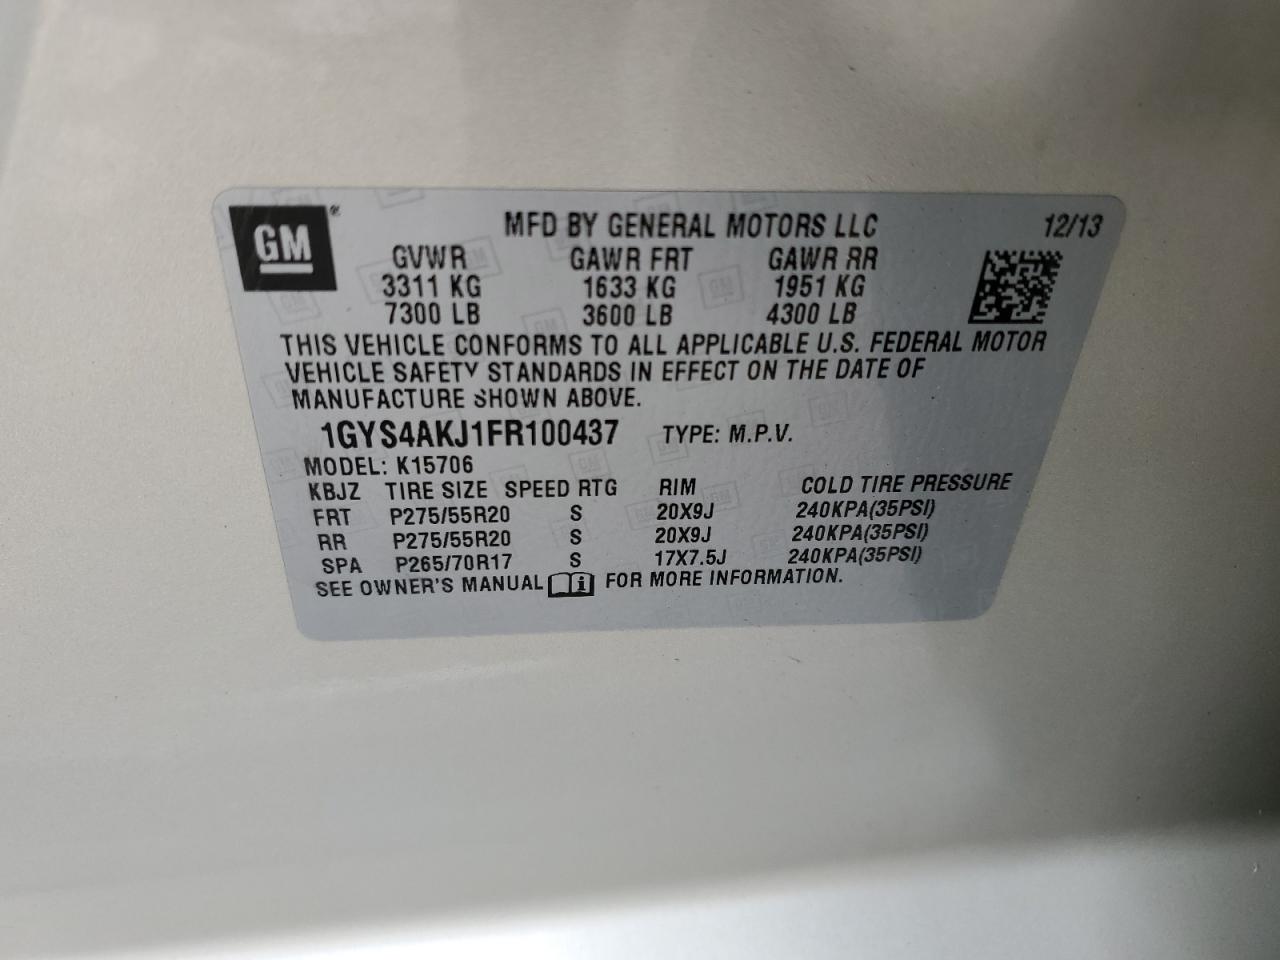 GM ® MFD BY GENERAL MOTORS LLC 12/13
GVWR GAWR FRT GAWR RR
3311 KG 1633 KG 1951 KG
7300 LB 3600 LB 4300 LB
THIS VEHICLE CONFORMS TO ALL APPLICABLE U.S. FEDERAL MOTOR
VEHICLE SAFETY STANDARDS IN EFFECT ON THE DATE OF
MANUFACTURE SHOWN ABOVE.
1GYS4AKJ1FR100437 TYPE: M.P.V.
MODEL: K15706
KBJZ TIRE SIZE SPEED RTG RIM COLD TIRE PRESSURE
FRT P275/55R20 S 20X9J 240KPA(35PSI)
RR P275/55R20 S 20X9J 240KPA(35PSI)
SPA P265/70R17 S 17X7.5J 240KPA(35PSI)
SEE OWNER'S MANUAL i FOR MORE INFORMATION.